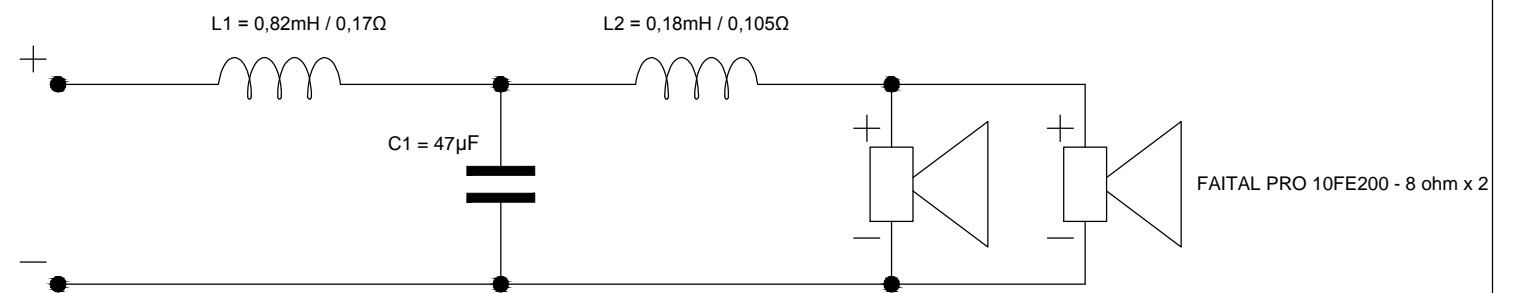 L1 = 0,82mH / 0,17Ω
L2 = 0,18mH / 0,105Ω
+
C1 = 47µF
+
+
FAITAL PRO 10FE200 - 8 ohm x 2
−
−
−